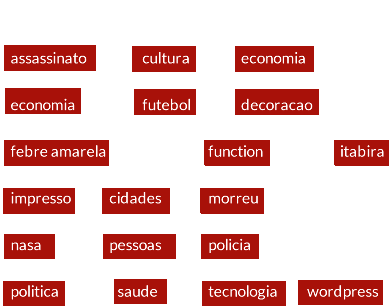 assassinato cultura economia
economia futebol decoracao
febre amarela function itabira
impresso cidades morreu
nasa pessoas policia
politica saude tecnologia wordpress